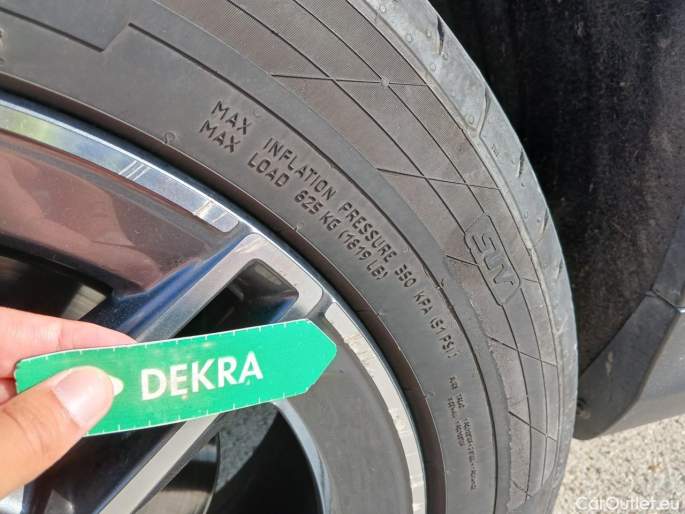 MAX INFLATION PRESSURE 350 KPA (51 PSI)
MAX LOAD 825 KG (1819 LB)
SUV
DEKRA
CarOutlet.eu